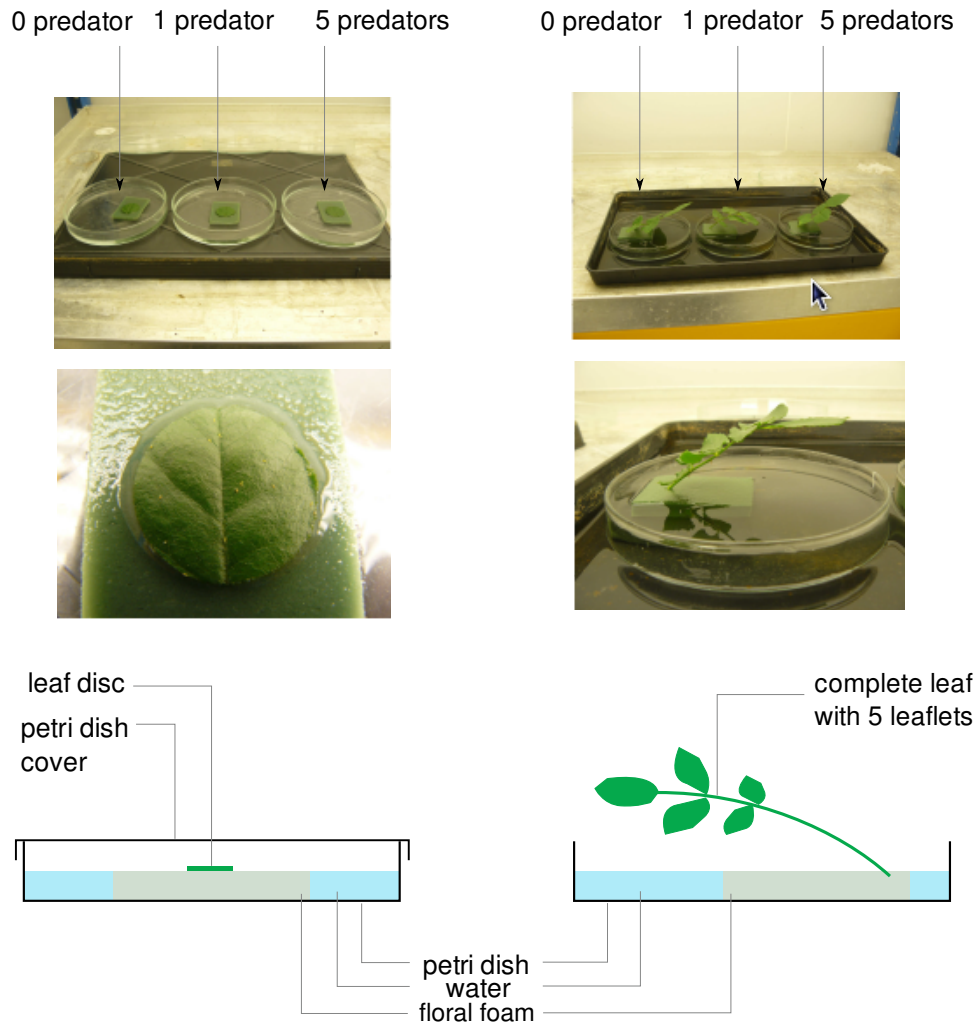 0 predator
1 predator
5 predators
0 predator
1 predator
5 predators
leaf disc
petri dish
cover
complete leaf
with 5 leaflets
petri dish
water
floral foam